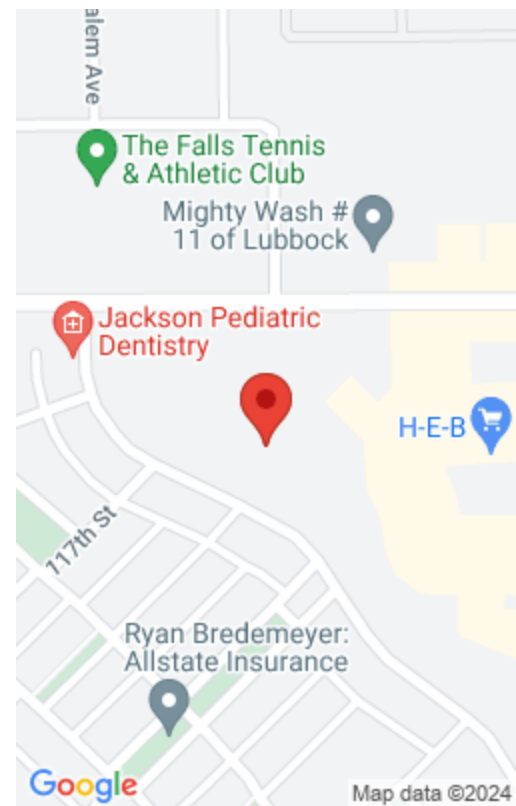 alem Ave
The Falls Tennis
& Athletic Club
Mighty Wash #
11 of Lubbock
Jackson Pediatric
Dentistry
H-E-B
117th St
Ryan Bredemeyer:
Allstate Insurance
Google
Map data ©2024